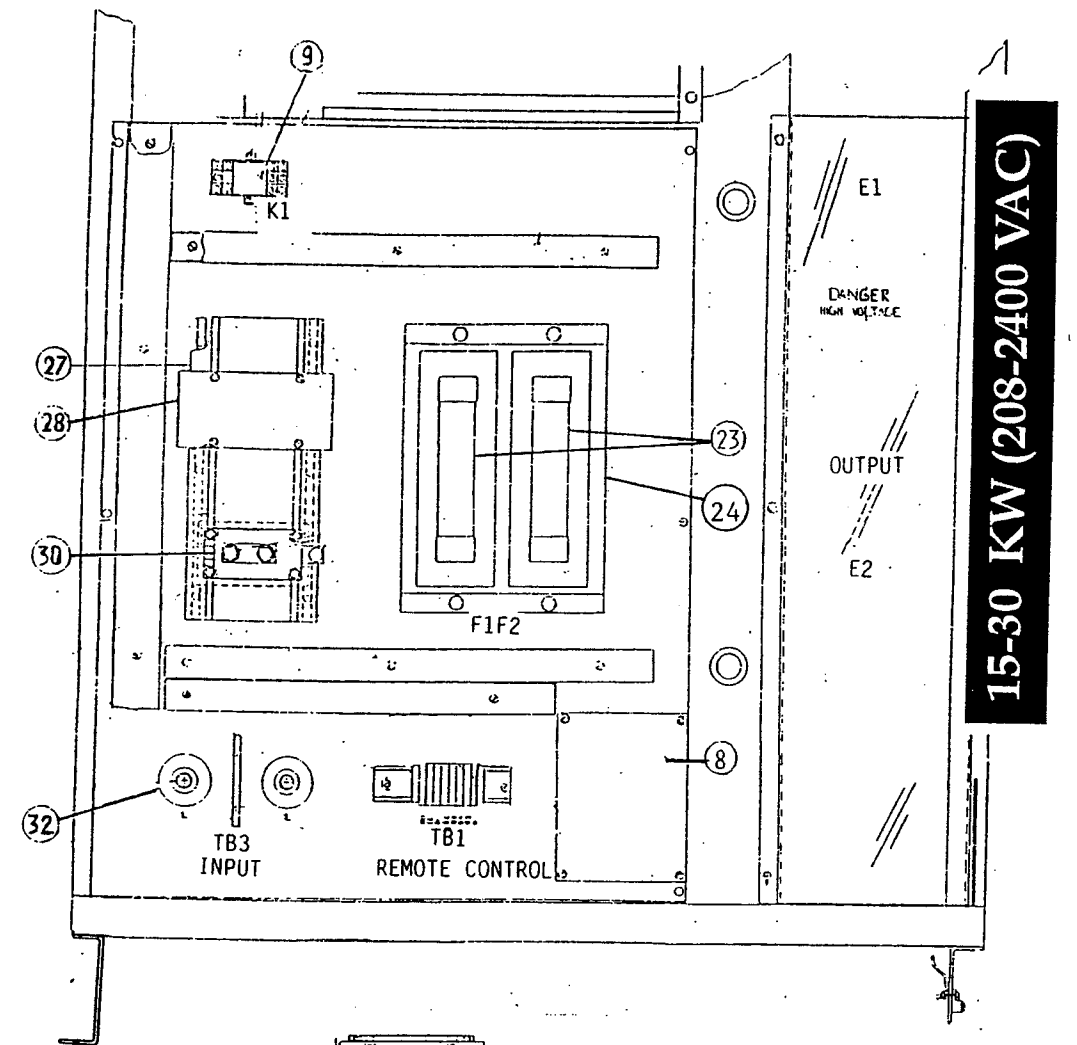 9
K1
E1
DANGER
HIGH VOLTAGE
15-30 KW (208-2400 VAC)
27
28
23
OUTPUT
24
30
E2
F1F2
8
32
TB3
INPUT
TB1
REMOTE CONTROL